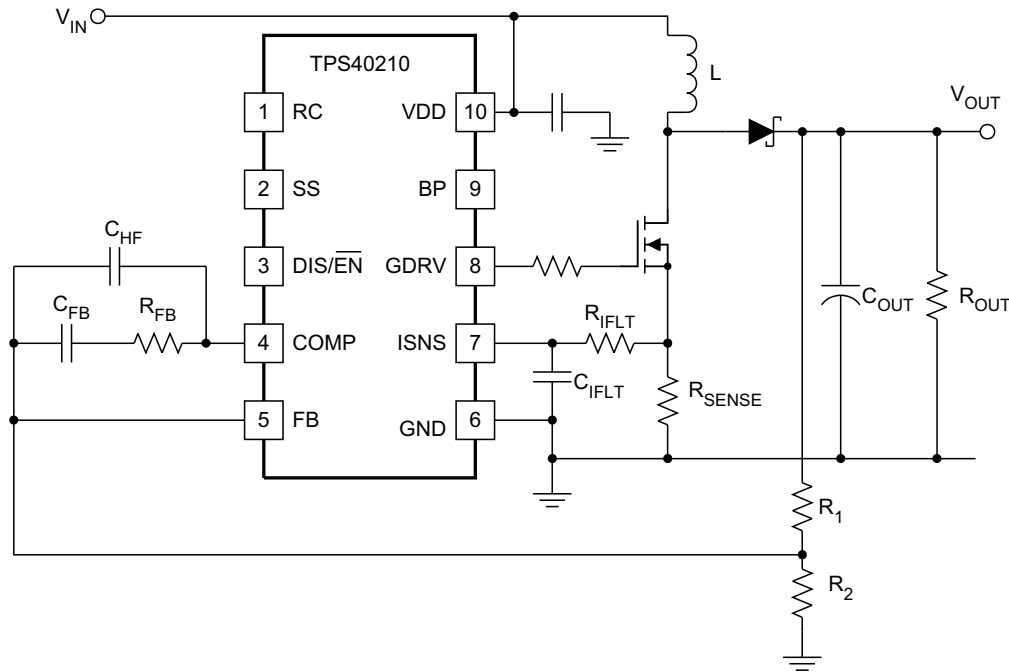 V_IN
TPS40210
L
V_OUT
1 RC
VDD 10
2 SS
BP 9
C_HF
3 DIS/E̅N̅
GDRV 8
C_FB
R_FB
C_OUT
R_OUT
R_IFLT
4 COMP
ISNS 7
C_IFLT
R_SENSE
5 FB
GND 6
R_1
R_2